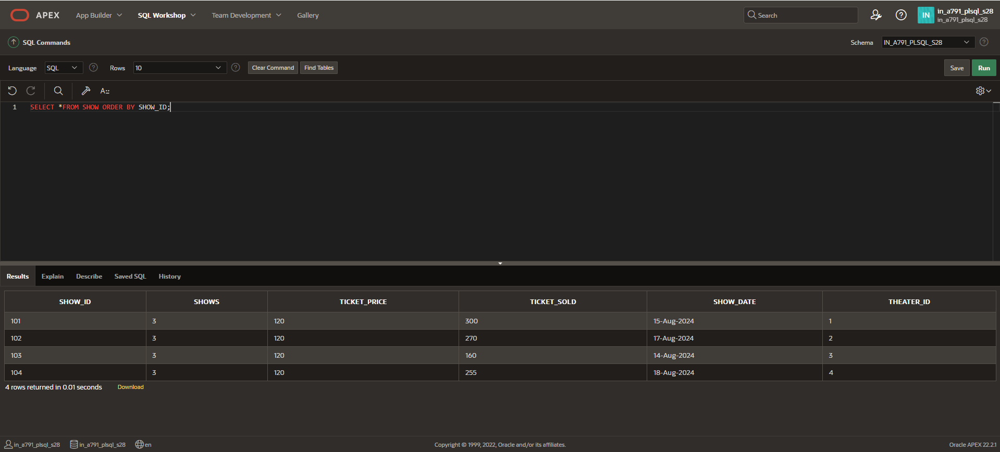 APEX App Builder SQL Workshop Team Development Gallery Search IN in_a791_plsql_s28
in_a791_plsql_s28
SQL Commands Schema IN_A791_PLSQL_S28
Language SQL Rows 10 Clear Command Find Tables Save Run
A::
1 SELECT *FROM SHOW ORDER BY SHOW_ID;
Results Explain Describe Saved SQL History
SHOW_ID SHOWS TICKET_PRICE TICKET_SOLD SHOW_DATE THEATER_ID
101 3 120 300 15-Aug-2024 1
102 3 120 270 17-Aug-2024 2
103 3 120 160 14-Aug-2024 3
104 3 120 255 18-Aug-2024 4
4 rows returned in 0.01 seconds Download
in_a791_plsql_s28 in_a791_plsql_s28 en Copyright © 1999, 2022, Oracle and/or its affiliates. Oracle APEX 22.2.1